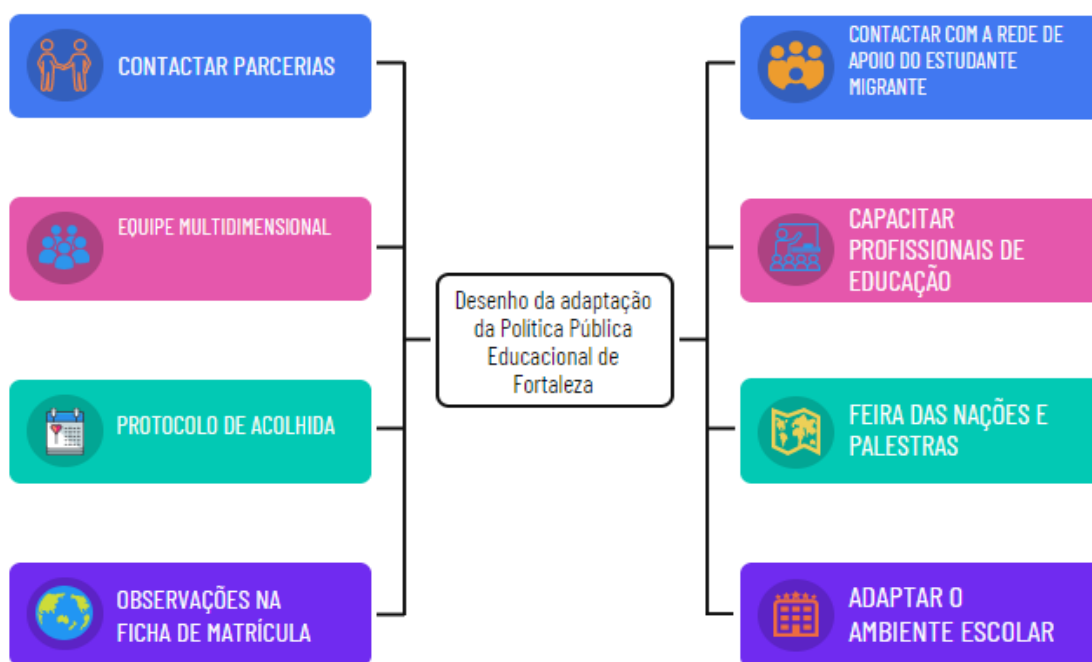 CONTACTAR PARCERIAS
EQUIPE MULTIDIMENSIONAL
PROTOCOLO DE ACOLHIDA
OBSERVAÇÕES NA
FICHA DE MATRÍCULA
Desenho da adaptação
da Política Pública
Educacional de
Fortaleza
CONTACTAR COM A REDE DE
APOIO DO ESTUDANTE
MIGRANTE
CAPACITAR
PROFISSIONAIS DE
EDUCAÇÃO
FEIRA DAS NAÇÕES E
PALESTRAS
ADAPTAR O
AMBIENTE ESCOLAR